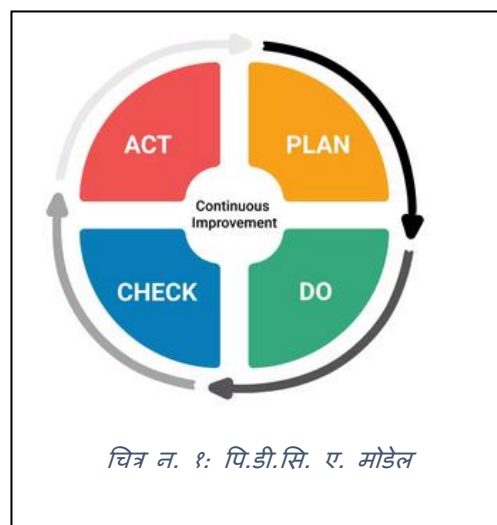 ACT
PLAN
Continuous
Improvement
CHECK
DO
चित्र न. १: पि.डी.सि. ए. मोडेल